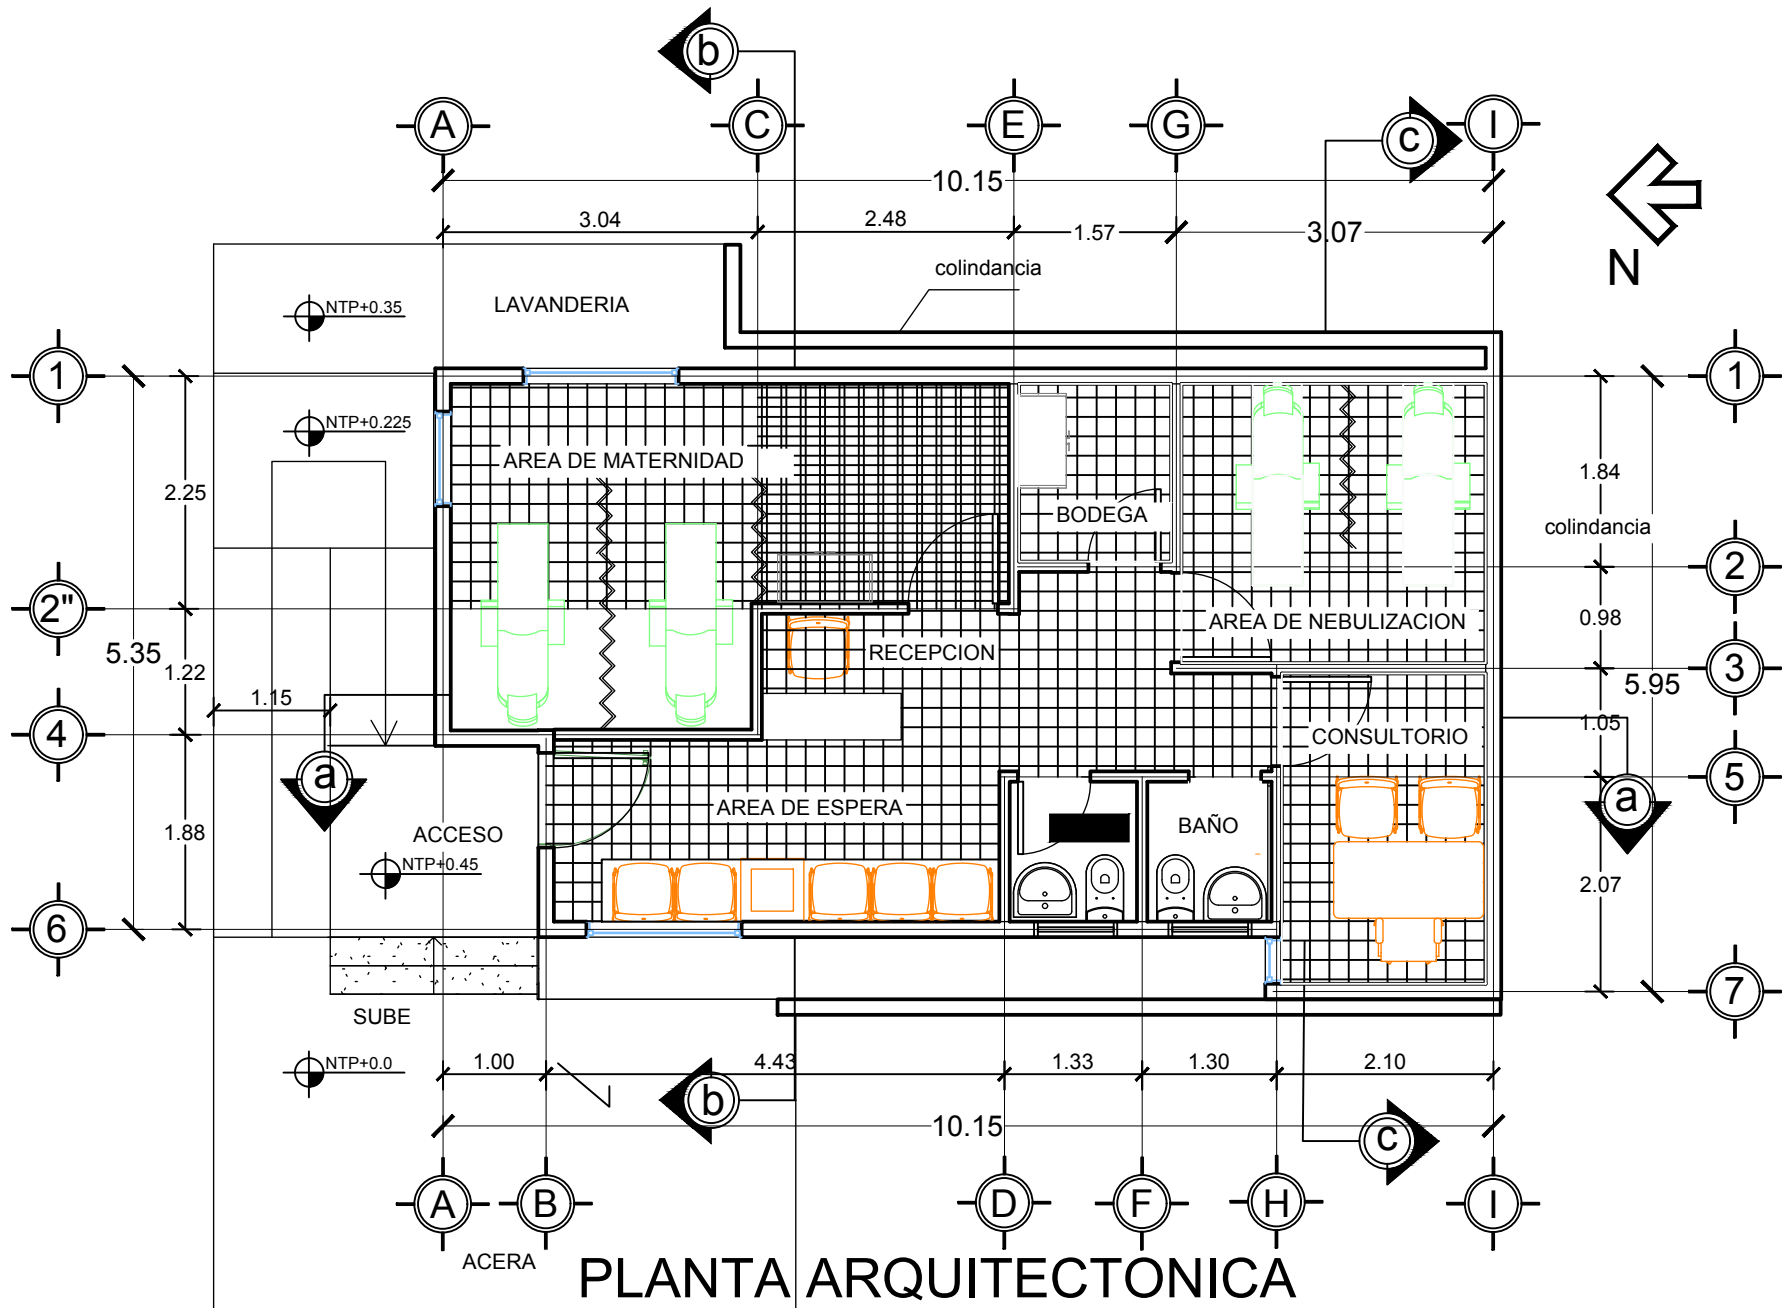 b
A
C
E
G
c
I
10.15
3.04
2.48
1.57
3.07
N
colindancia
LAVANDERIA
NTP+0.35
1
1
NTP+0.225
AREA DE MATERNIDAD
1.84
2.25
BODEGA
colindancia
2
2"
0.98
AREA DE NEBULIZACION
5.35
RECEPCION
1.22
3
5.95
1.15
4
1.05
CONSULTORIO
a
5
a
AREA DE ESPERA
ACCESO
1.88
BAÑO
NTP+0.45
2.07
6
7
SUBE
NTP+0.0
1.00
4.43
1.33
1.30
2.10
b
10.15
c
A
B
D
F
H
I
ACERA
PLANTA ARQUITECTONICA